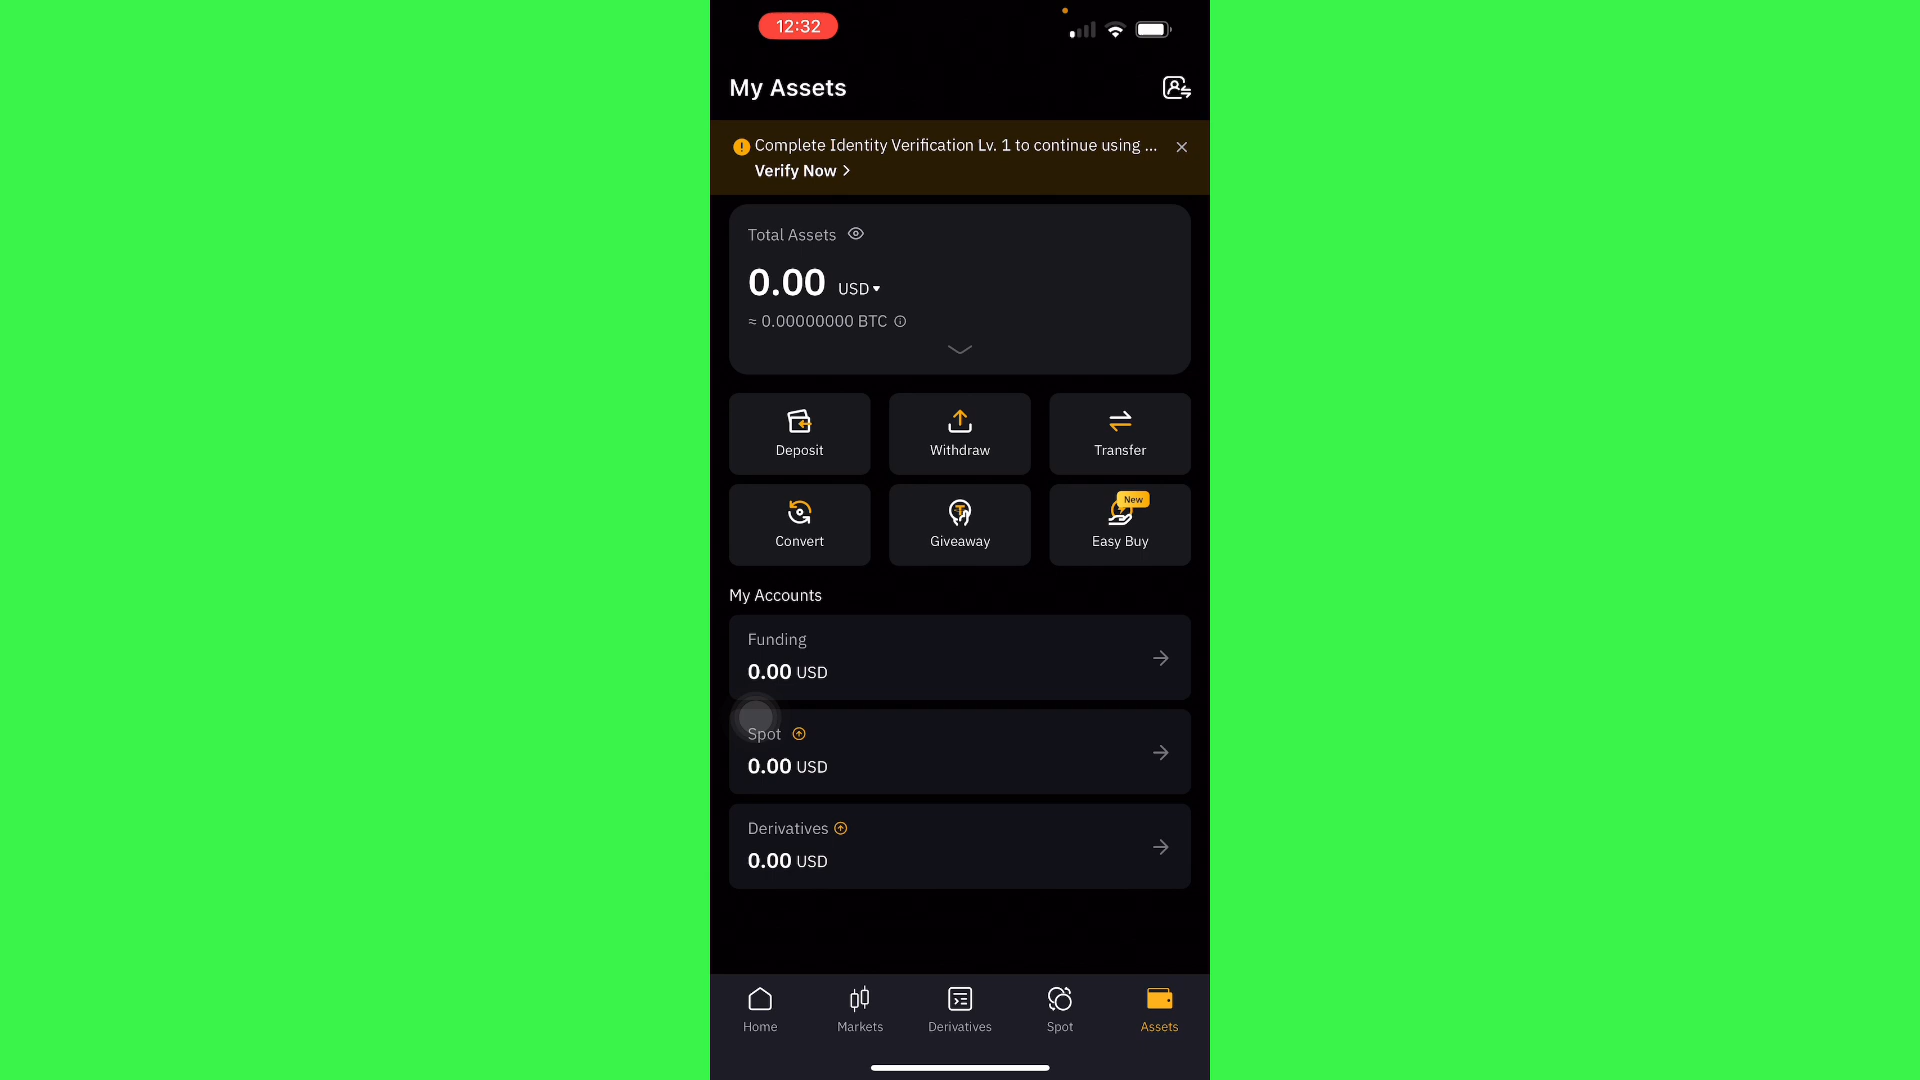 12:32
My Assets
Complete Identity Verification Lv. 1 to continue using ...
Verify Now >
Total Assets
0.00 USD
≈ 0.00000000 BTC
Deposit
Withdraw
Transfer
New
Convert
Giveaway
Easy Buy
My Accounts
Funding
0.00 USD
Spot
0.00 USD
Derivatives
0.00 USD
Home
Markets
Derivatives
Spot
Assets